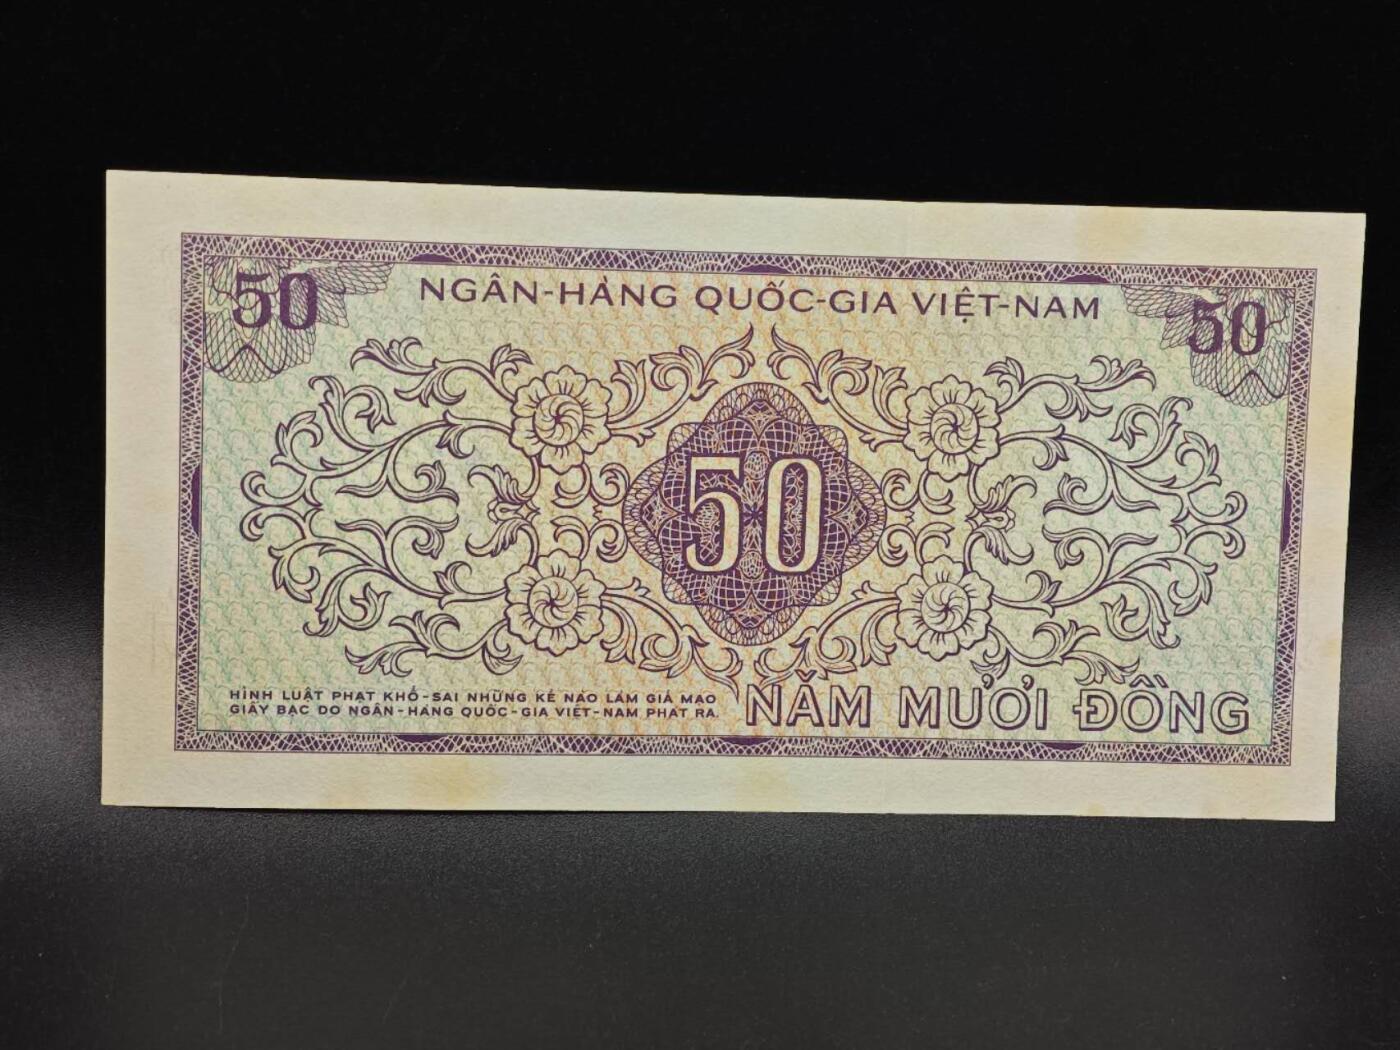 50
NGÂN-HÀNG QUỐC-GIA VIỆT-NAM
50
50
HÌNH LUẬT PHẠT KHỔ-SAI NHỮNG KẺ NÀO LÀM GIẢ MẠO
GIẤY BẠC DO NGÂN-HÀNG QUỐC-GIA VIỆT-NAM PHÁT RA.
NĂM MƯƠI ĐỒNG